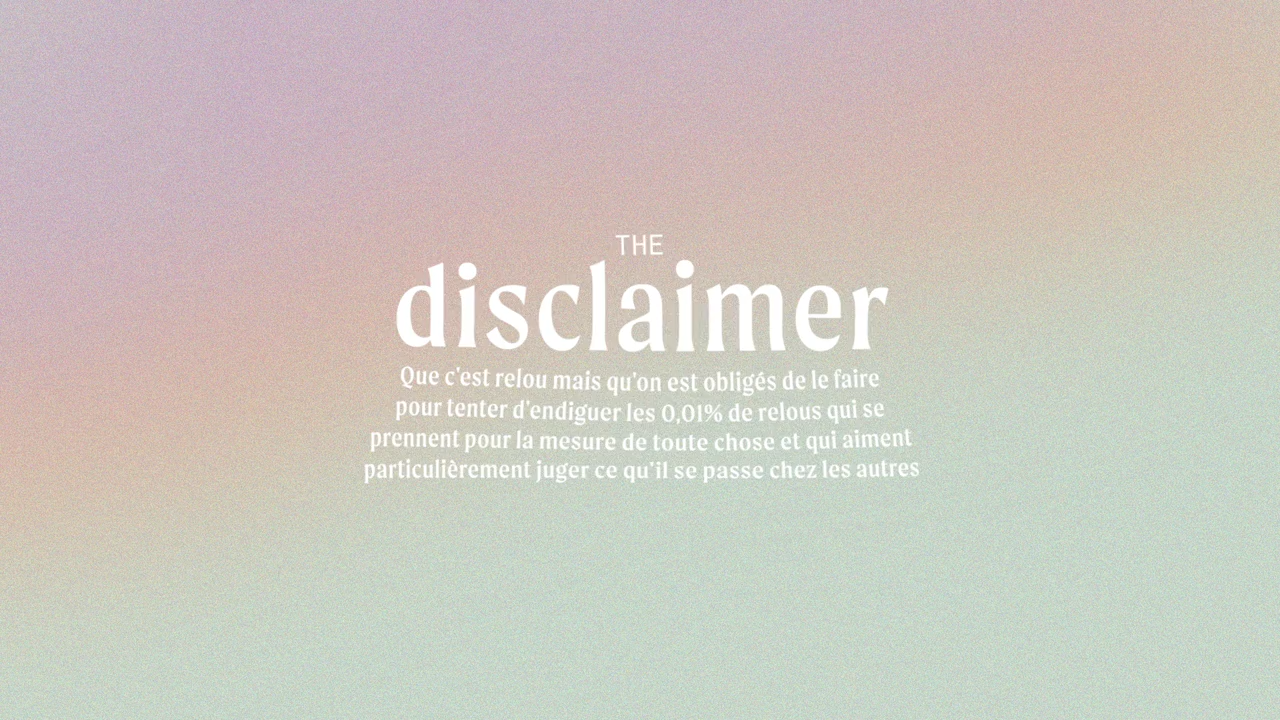 THE
disclaimer
Que c'est relou mais qu'on est obligés de le faire
pour tenter d'endiguer les 0,01% de relous qui se
prennent pour la mesure de toute chose et qui aiment
particulièrement juger ce qu'il se passe chez les autres